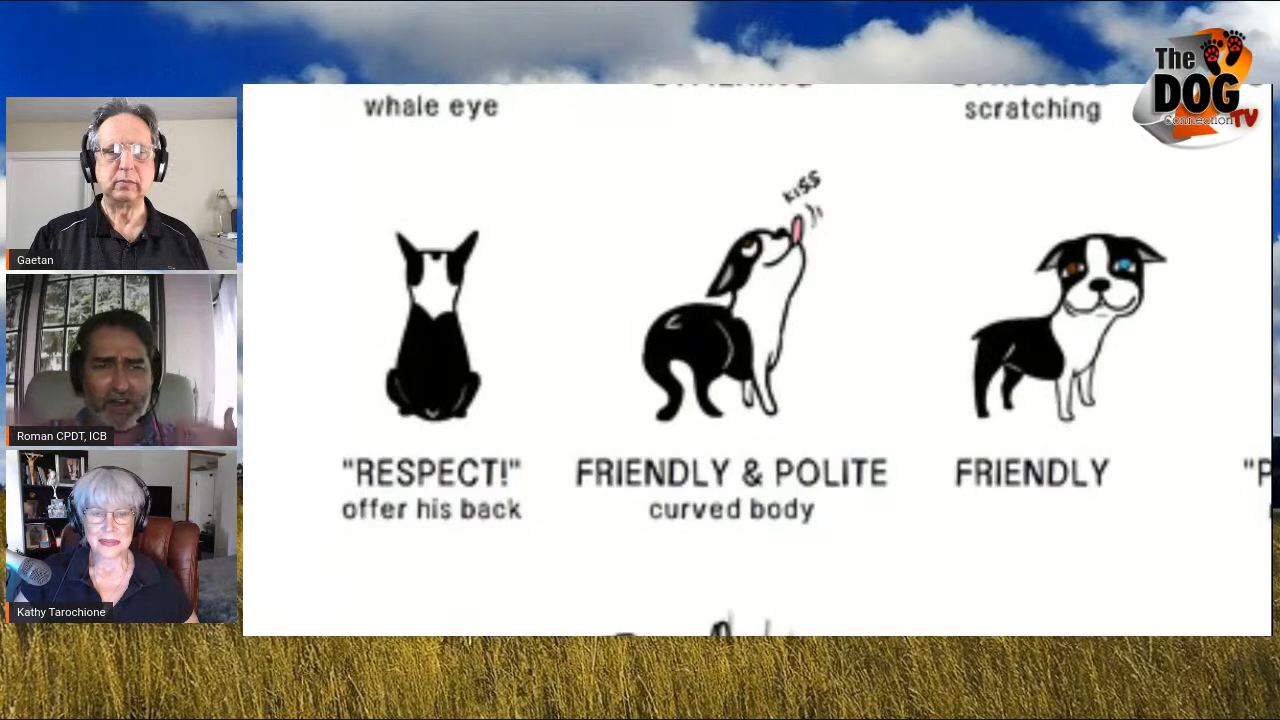 The
DOG
Connection TV
whale eye
scratching
KISS
"RESPECT!"
offer his back
FRIENDLY & POLITE
curved body
FRIENDLY
"P
Gaetan
Roman CPDT, ICB
Kathy Tarochione